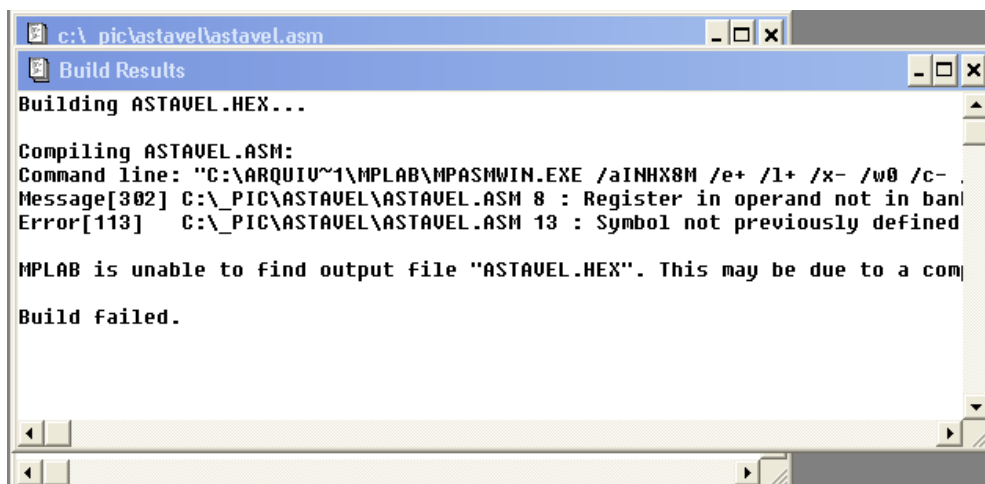 c:\_pic\astavel\astavel.asm
Build Results
Building ASTAVEL.HEX...
Compiling ASTAVEL.ASM:
Command line: "C:\ARQUIV~1\MPLAB\MPASMWIN.EXE /aINHX8M /e+ /l+ /x- /w0 /c-
Message[302] C:\_PIC\ASTAVEL\ASTAVEL.ASM 8 : Register in operand not in
Error[113] C:\_PIC\ASTAVEL\ASTAVEL.ASM 13 : Symbol not previously defined
MPLAB is unable to find output file "ASTAVEL.HEX". This may be due to a
Build failed.